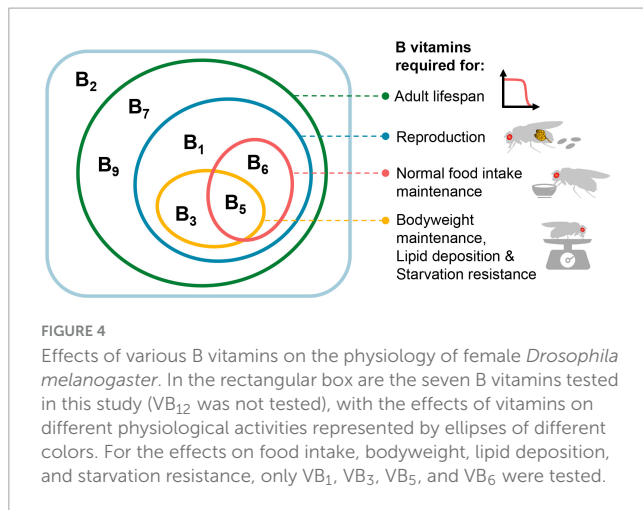 B vitamins
required for:
B2
B7
B9
B1
B6
B3
B5
Adult lifespan
Reproduction
Normal food intake
maintenance
Bodyweight
maintenance,
Lipid deposition &
Starvation resistance
FIGURE 4
Effects of various B vitamins on the physiology of female Drosophila
melanogaster. In the rectangular box are the seven B vitamins tested
in this study (VB12 was not tested), with the effects of vitamins on
different physiological activities represented by ellipses of different
colors. For the effects on food intake, bodyweight, lipid deposition,
and starvation resistance, only VB1, VB3, VB5, and VB6 were tested.